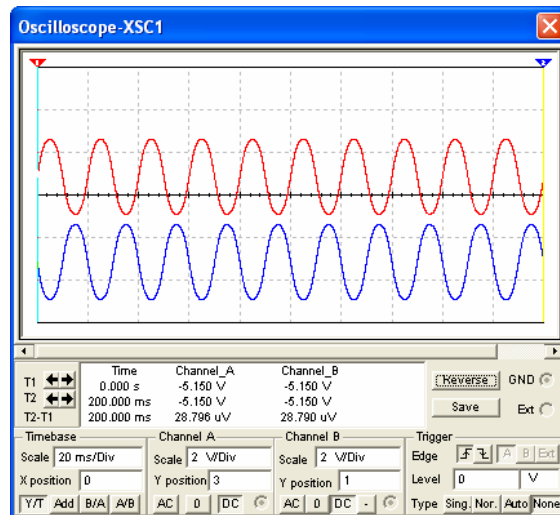 Oscilloscope-XSC1
1 2
Time Channel_A Channel_B
T1 0.000 s -5.150 V -5.150 V
T2 200.000 ms -5.150 V -5.150 V
T2-T1 200.000 ms 28.796 uV 28.790 uV
Reverse
Save
GND
Ext
Timebase
Scale 20 ms/Div
X position 0
Y/T Add B/A A/B
Channel A
Scale 2 V/Div
Y position 3
AC 0 DC
Channel B
Scale 2 V/Div
Y position 1
AC 0 DC -
Trigger
Edge A B Ext
Level 0 V
Type Sing. Nor. Auto None